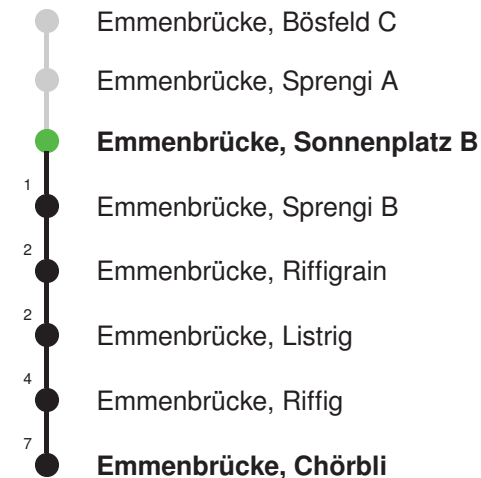 Emmenbrücke, Bösfeld C
Emmenbrücke, Sprengi A
Emmenbrücke, Sonnenplatz B
1 Emmenbrücke, Sprengi B
2 Emmenbrücke, Riffigrain
2 Emmenbrücke, Listrig
4 Emmenbrücke, Riffig
7 Emmenbrücke, Chörbli